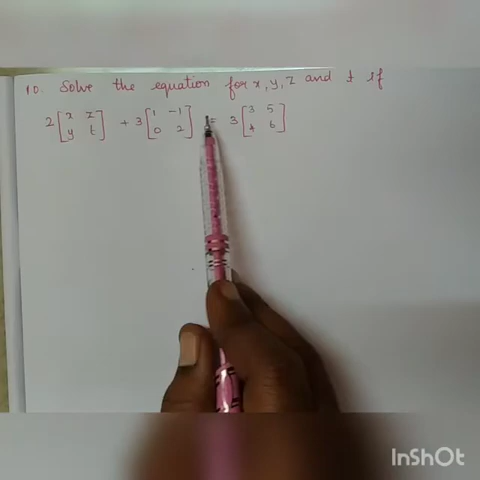 10. Solve the equation for x, y, z and t if
2 [x z] + 3 [1 -1] = 3 [3 5]
[y t] [0 2] [4 6]
InShOt